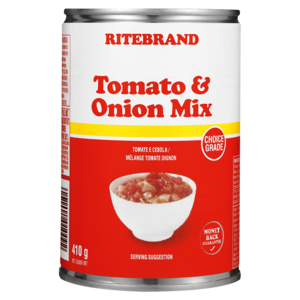 RITEBRAND
Tomato &
Onion Mix
CHOICE
GRADE
TOMATE E CEBOLA /
MÉLANGE TOMATE OIGNON
410 g
MONEY
BACK
GUARANTEE
SERVING SUGGESTION